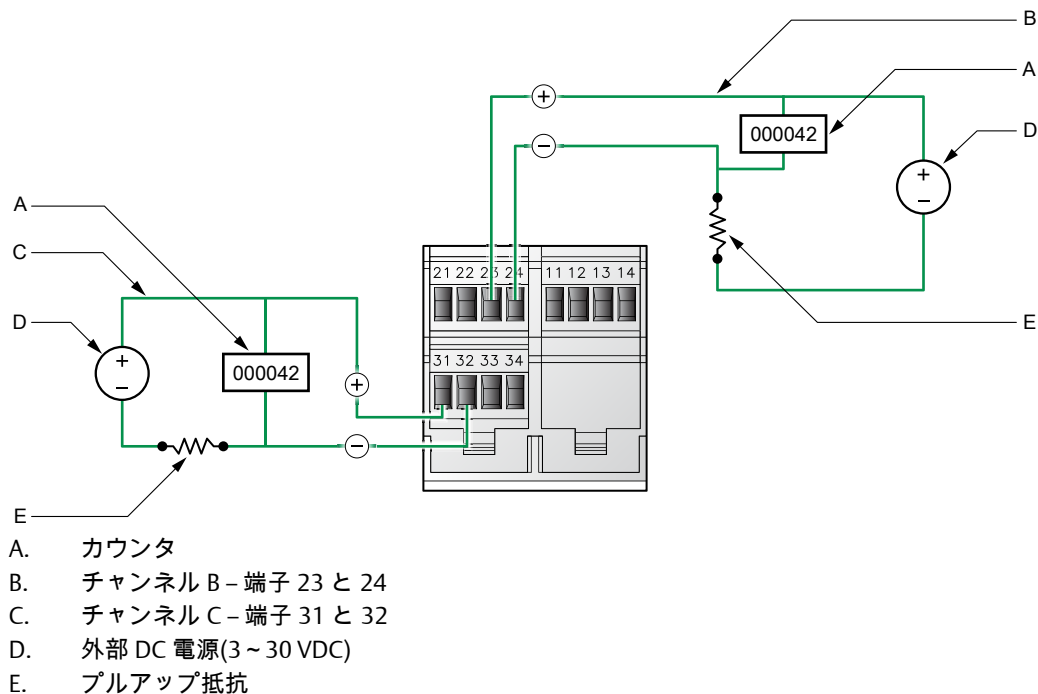 B
A
000042
D
+
−
+
−
A
C
21 22 23 24 11 12 13 14
D
E
31 32 33 34
+
−
000042
+
−
E
A. カウンタ
B. チャンネル B – 端子 23 と 24
C. チャンネル C – 端子 31 と 32
D. 外部 DC 電源(3 ~ 30 VDC)
E. プルアップ抵抗